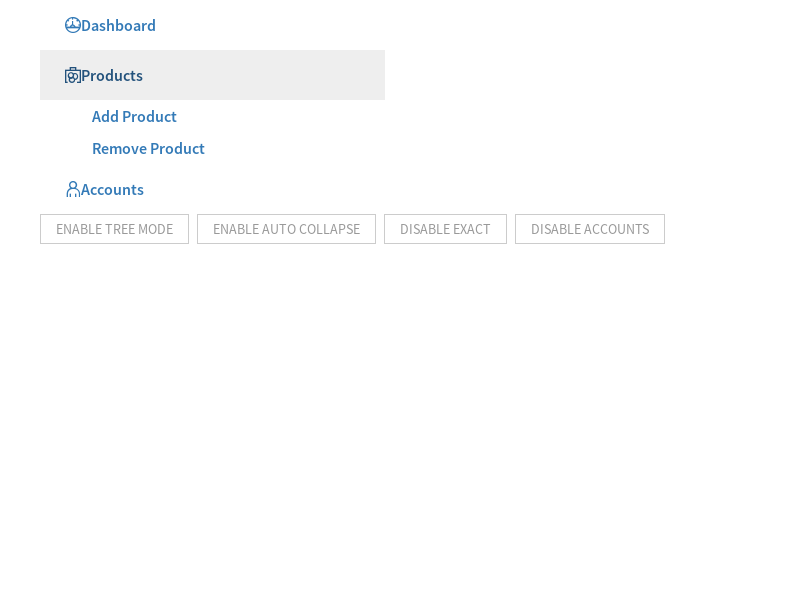 Dashboard
Products
Add Product
Remove Product
Accounts
ENABLE TREE MODE ENABLE AUTO COLLAPSE DISABLE EXACT DISABLE ACCOUNTS